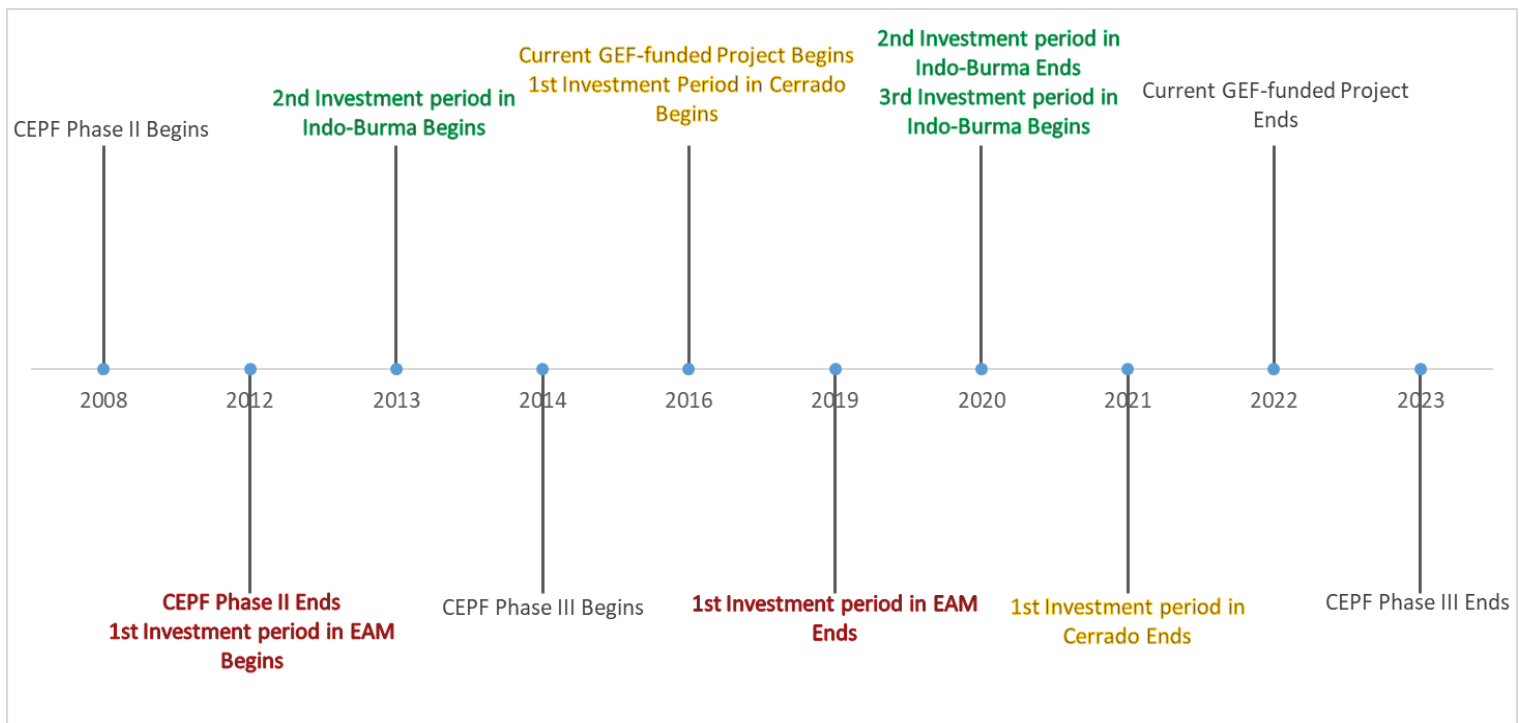 CEPF Phase II Begins
2nd Investment period in
Indo-Burma Begins
Current GEF-funded Project Begins
1st Investment Period in Cerrado
Begins
2nd Investment period in
Indo-Burma Ends
3rd Investment period in
Indo-Burma Begins
Current GEF-funded Project
Ends
2008
2012
2013
2014
2016
2019
2020
2021
2022
2023
CEPF Phase II Ends
1st Investment period in EAM
Begins
CEPF Phase III Begins
1st Investment period in EAM
Ends
1st Investment period in
Cerrado Ends
CEPF Phase III Ends